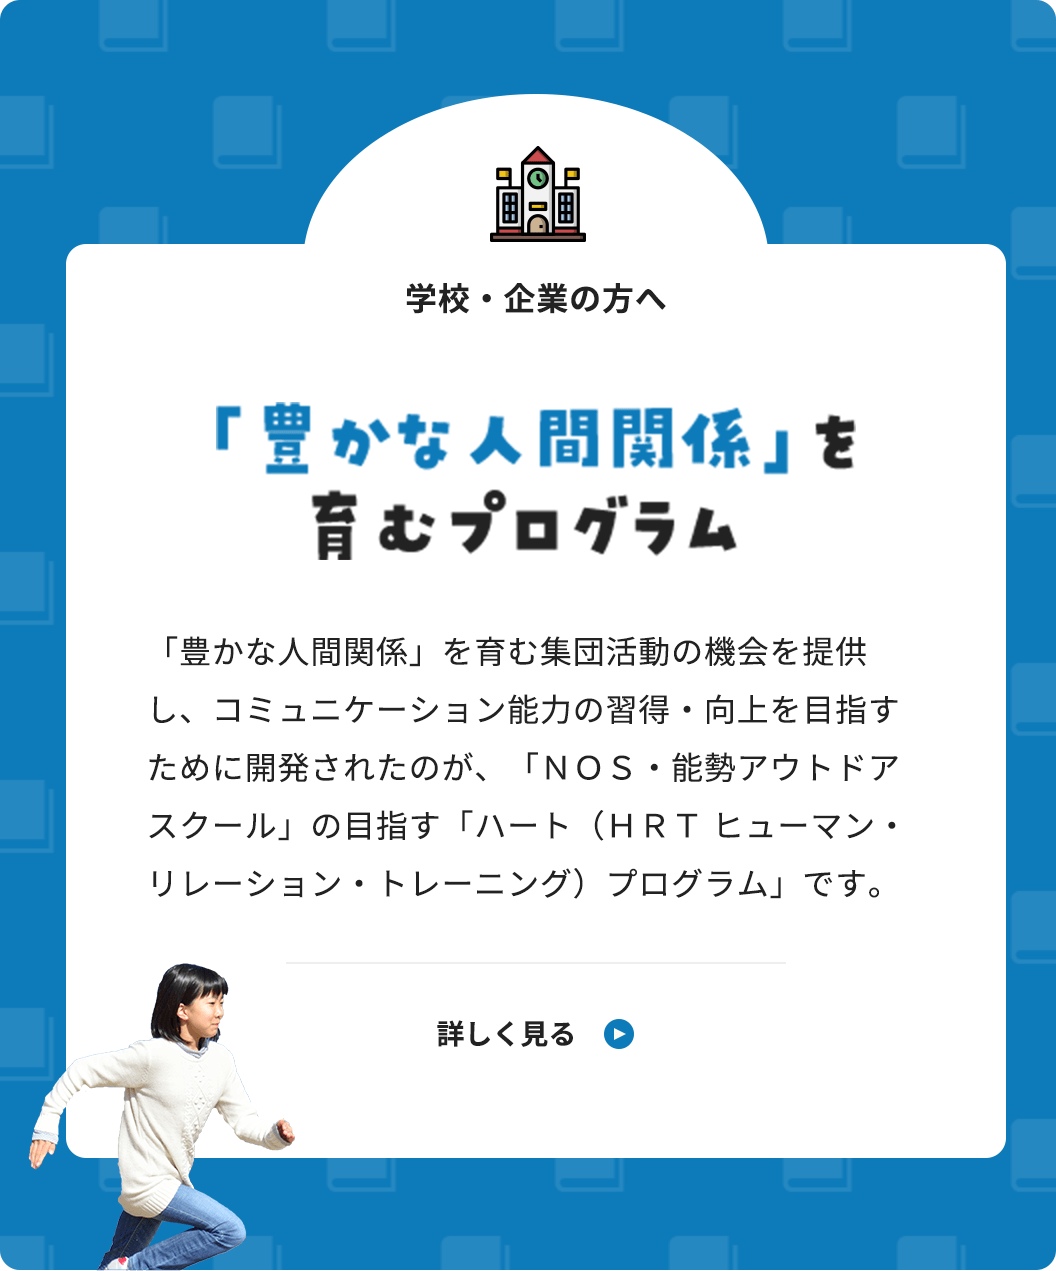 学校・企業の方へ
「豊かな人間関係」を
育むプログラム
「豊かな人間関係」を育む集団活動の機会を提供
し、コミュニケーション能力の習得・向上を目指す
ために開発されたのが、「ＮＯＳ・能勢アウトドア
スクール」の目指す「ハート（ＨＲＴ ヒューマン・
リレーション・トレーニング）プログラム」です。
詳しく見る